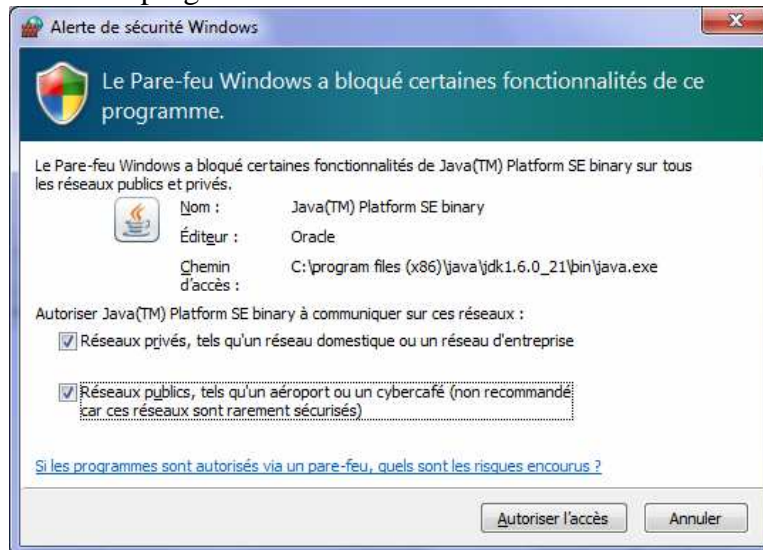 Alerte de sécurité Windows
Le Pare-feu Windows a bloqué certaines fonctionnalités de ce
programme.
Le Pare-feu Windows a bloqué certaines fonctionnalités de Java(TM) Platform SE binary sur tous
les réseaux publics et privés.
Nom : Java(TM) Platform SE binary
Éditeur : Oracle
Chemin C:\program files (x86)\java\jdk1.6.0_21\bin\java.exe
d'accès :
Autoriser Java(TM) Platform SE binary à communiquer sur ces réseaux :
Réseaux privés, tels qu'un réseau domestique ou un réseau d'entreprise
Réseaux publics, tels qu'un aéroport ou un cybercafé (non recommandé
car ces réseaux sont rarement sécurisés)
Si les programmes sont autorisés via un pare-feu, quels sont les risques encourus ?
Autoriser l'accès Annuler